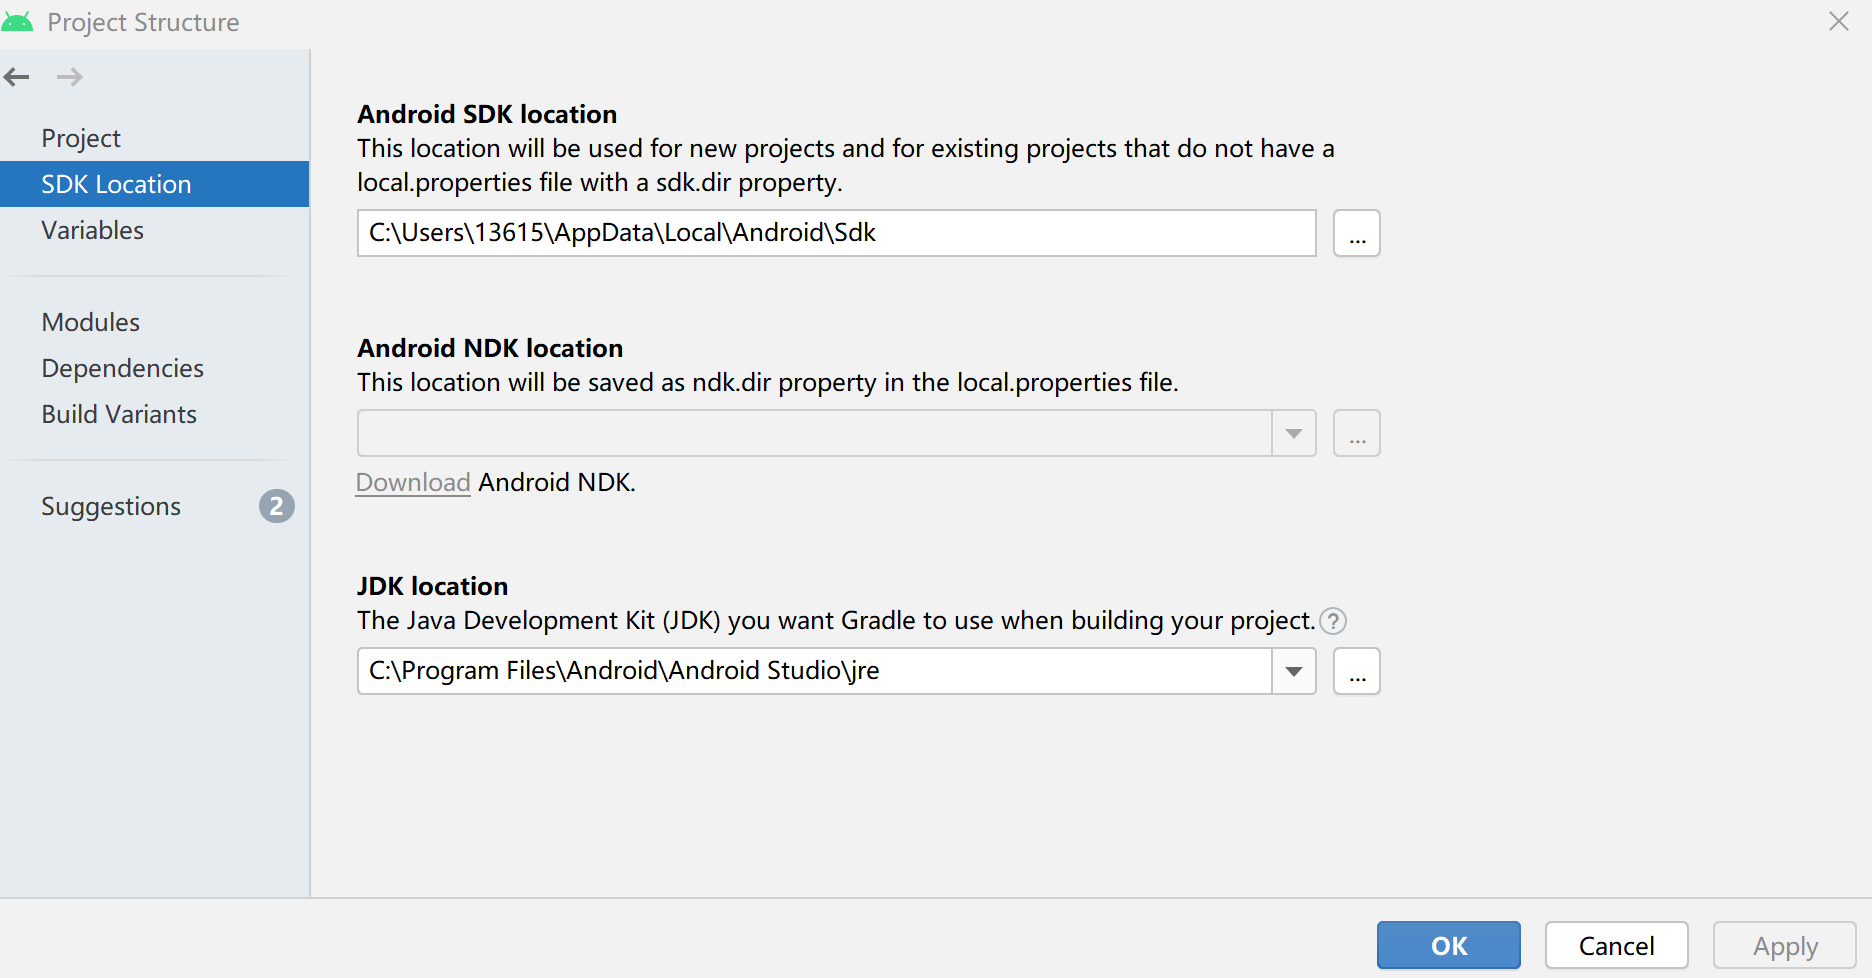 Project Structure
Project
SDK Location
Variables
Modules
Dependencies
Build Variants
Suggestions 2
Android SDK location
This location will be used for new projects and for existing projects that do not have a
local.properties file with a sdk.dir property.
C:\Users\13615\AppData\Local\Android\Sdk
...
Android NDK location
This location will be saved as ndk.dir property in the local.properties file.
...
Download Android NDK.
JDK location
The Java Development Kit (JDK) you want Gradle to use when building your project. ?
C:\Program Files\Android\Android Studio\jre
...
OK Cancel Apply